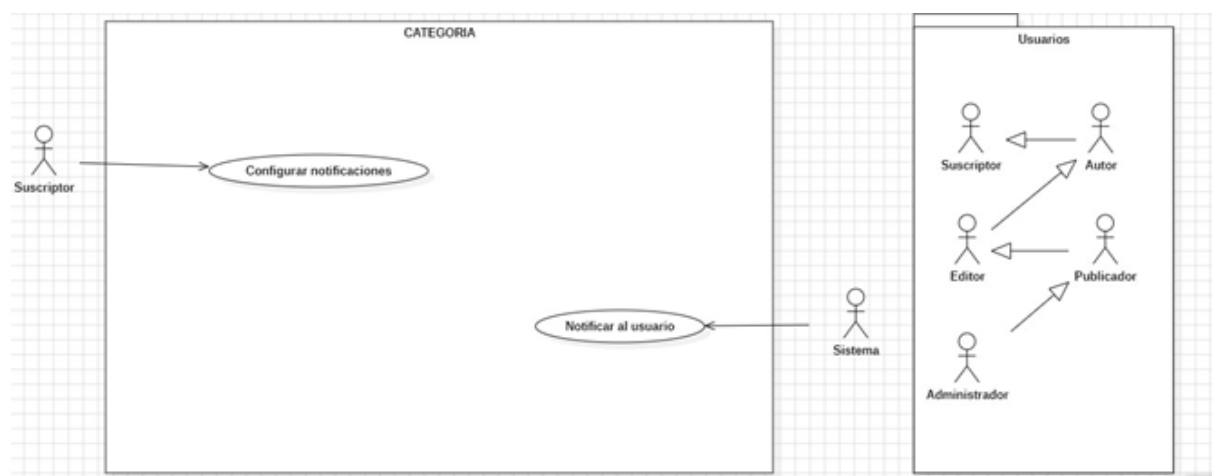 CATEGORIA
Usuarios
Suscriptor
Configurar notificaciones
Notificar al usuario
Sistema
Suscriptor
Autor
Editor
Publicador
Administrador